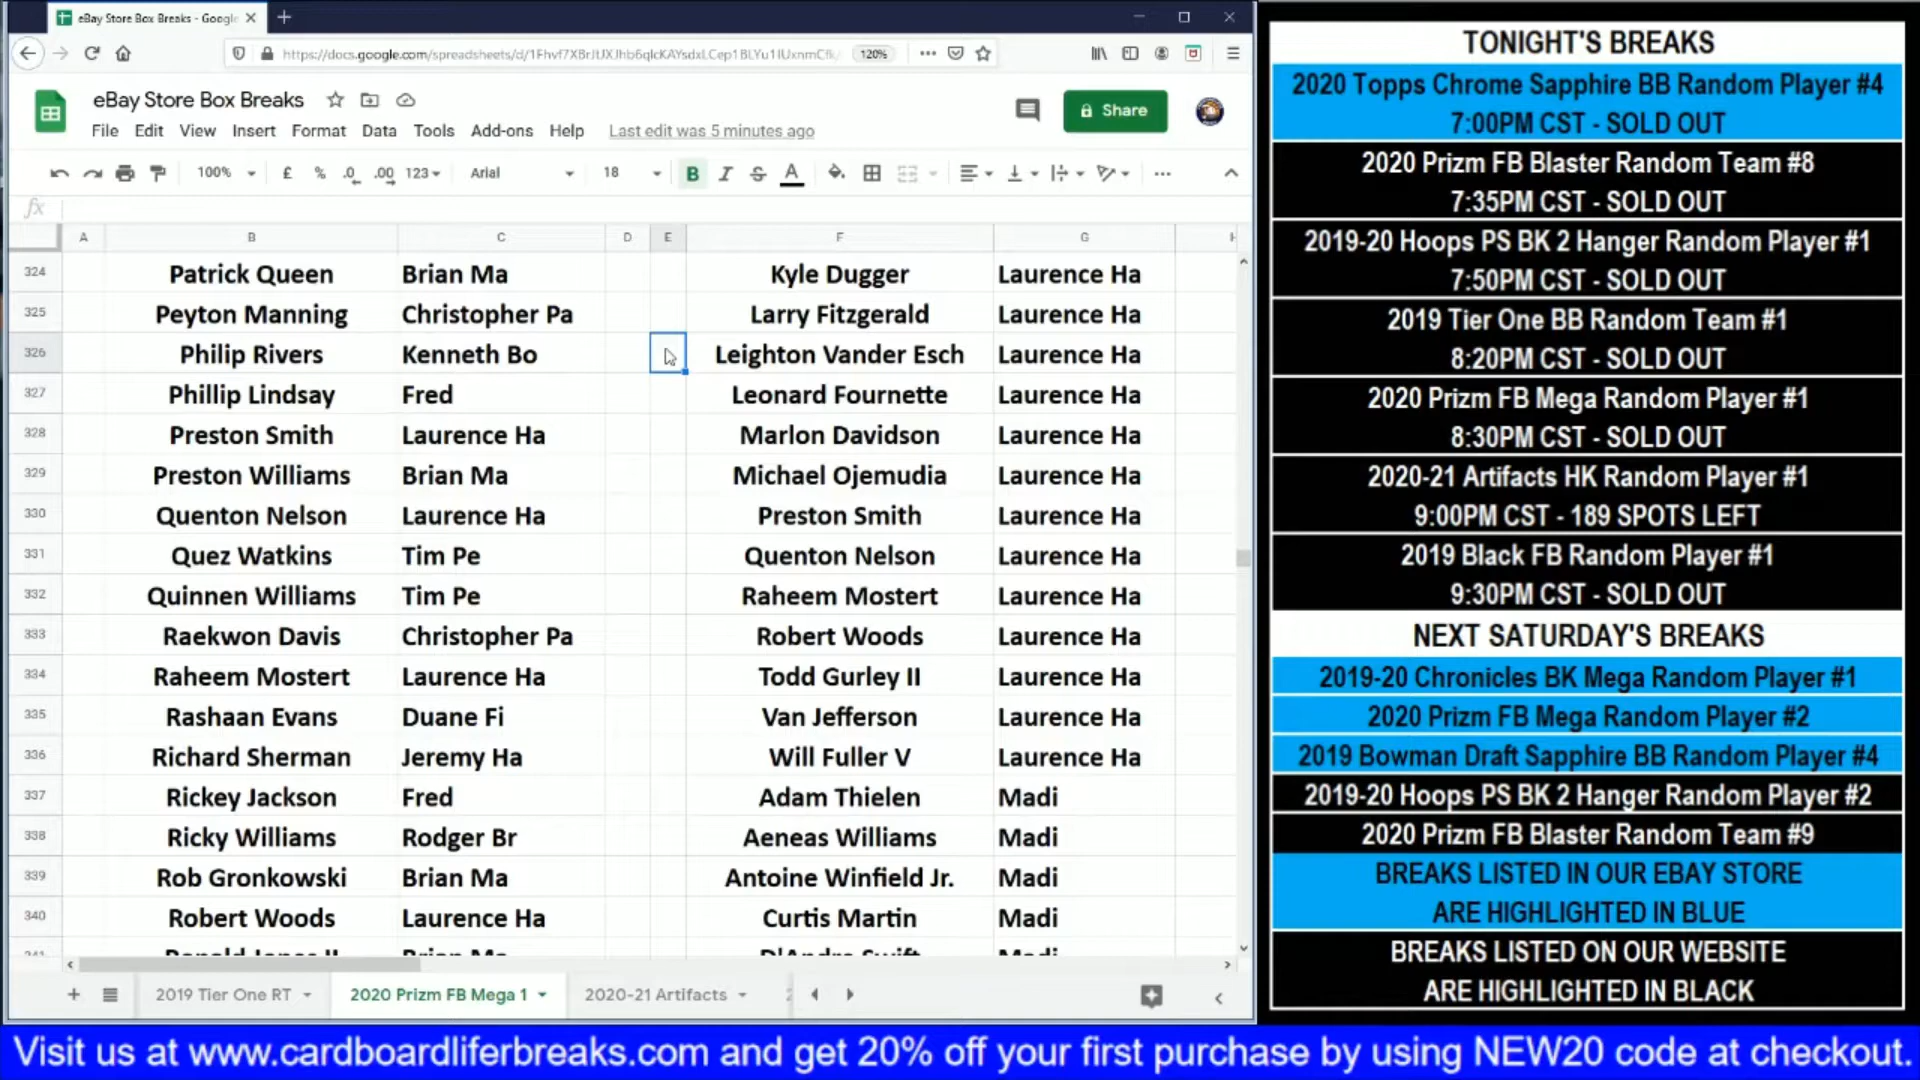 eBay Store Box Breaks - Google
https://docs.google.com/spreadsheets/d/
120%
eBay Store Box Breaks
Share
File Edit View Insert Format Data Tools Add-ons Help Last edit was 5 minutes ago
100% £ % .0 .00 123 Arial 18 B I S A
fx
A B C D E F G
324 Patrick Queen Brian Ma Kyle Dugger Laurence Ha
325 Peyton Manning Christopher Pa Larry Fitzgerald Laurence Ha
326 Philip Rivers Kenneth Bo Leighton Vander Esch Laurence Ha
327 Phillip Lindsay Fred Leonard Fournette Laurence Ha
328 Preston Smith Laurence Ha Marlon Davidson Laurence Ha
329 Preston Williams Brian Ma Michael Ojemudia Laurence Ha
330 Quenton Nelson Laurence Ha Preston Smith Laurence Ha
331 Quez Watkins Tim Pe Quenton Nelson Laurence Ha
332 Quinnen Williams Tim Pe Raheem Mostert Laurence Ha
333 Raekwon Davis Christopher Pa Robert Woods Laurence Ha
334 Raheem Mostert Laurence Ha Todd Gurley II Laurence Ha
335 Rashaan Evans Duane Fi Van Jefferson Laurence Ha
336 Richard Sherman Jeremy Ha Will Fuller V Laurence Ha
337 Rickey Jackson Fred Adam Thielen Madi
338 Ricky Williams Rodger Br Aeneas Williams Madi
339 Rob Gronkowski Brian Ma Antoine Winfield Jr. Madi
340 Robert Woods Laurence Ha Curtis Martin Madi
341 Ronald Jones II Brian Ma D'Andre Swift Madi
2019 Tier One RT 2020 Prizm FB Mega 1 2020-21 Artifacts
TONIGHT'S BREAKS
2020 Topps Chrome Sapphire BB Random Player #4
7:00PM CST - SOLD OUT
2020 Prizm FB Blaster Random Team #8
7:35PM CST - SOLD OUT
2019-20 Hoops PS BK 2 Hanger Random Player #1
7:50PM CST - SOLD OUT
2019 Tier One BB Random Team #1
8:20PM CST - SOLD OUT
2020 Prizm FB Mega Random Player #1
8:30PM CST - SOLD OUT
2020-21 Artifacts HK Random Player #1
9:00PM CST - 189 SPOTS LEFT
2019 Black FB Random Player #1
9:30PM CST - SOLD OUT
NEXT SATURDAY'S BREAKS
2019-20 Chronicles BK Mega Random Player #1
2020 Prizm FB Mega Random Player #2
2019 Bowman Draft Sapphire BB Random Player #4
2019-20 Hoops PS BK 2 Hanger Random Player #2
2020 Prizm FB Blaster Random Team #9
BREAKS LISTED IN OUR EBAY STORE
ARE HIGHLIGHTED IN BLUE
BREAKS LISTED ON OUR WEBSITE
ARE HIGHLIGHTED IN BLACK
Visit us at www.cardboardliferbreaks.com and get 20% off your first purchase by using NEW20 code at checkout.